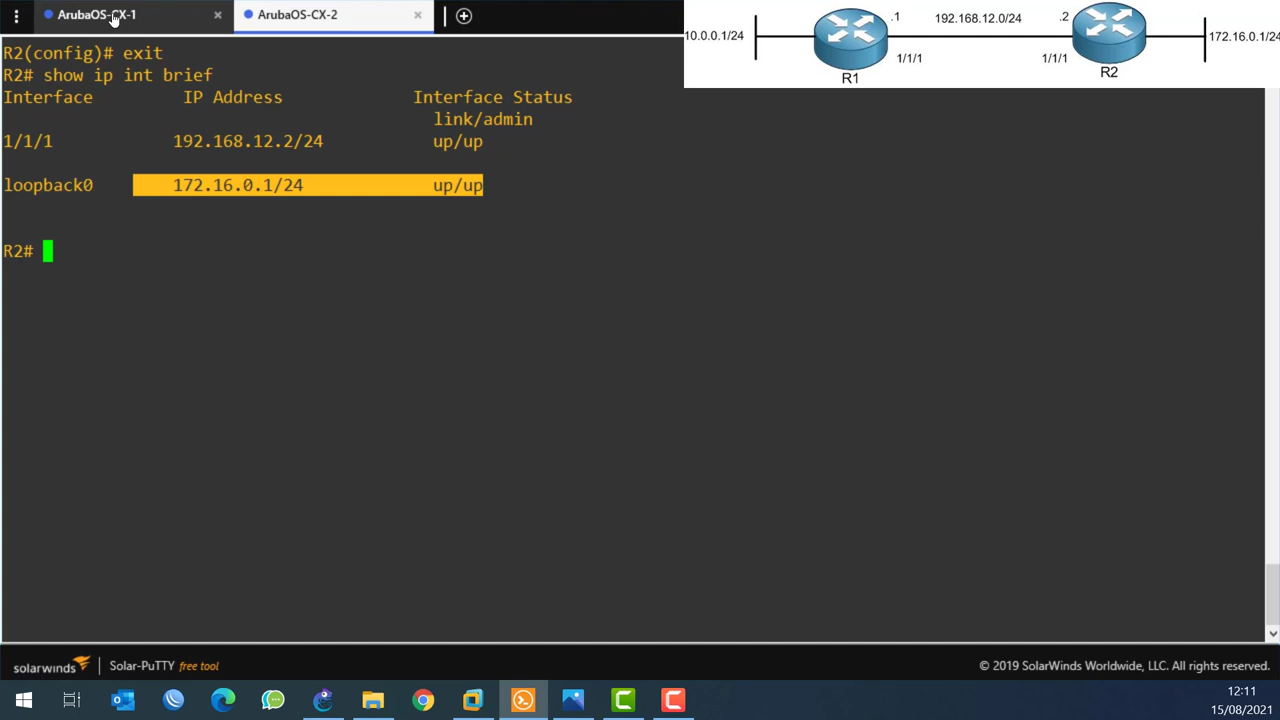 ArubaOS-CX-1 × ArubaOS-CX-2 ×
R2(config)# exit
R2# show ip int brief
Interface IP Address Interface Status
link/admin
1/1/1 192.168.12.2/24 up/up
loopback0 172.16.0.1/24 up/up
R2#
10.0.0.1/24 .1 192.168.12.0/24 .2 172.16.0.1/24
1/1/1 1/1/1
R1 R2
solarwinds Solar-PuTTY free tool © 2019 SolarWinds Worldwide, LLC. All rights reserved.
12:11
15/08/2021